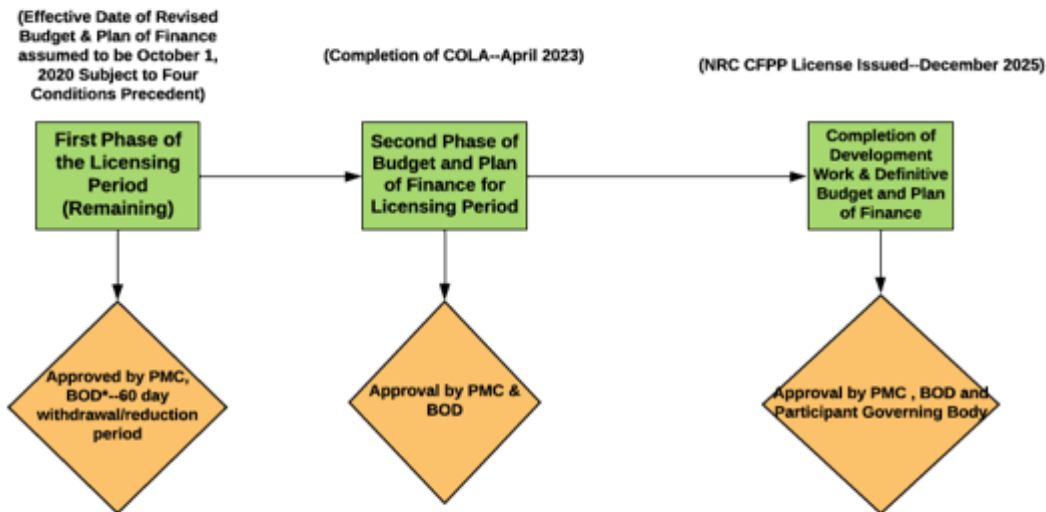 (Effective Date of Revised
Budget & Plan of Finance
assumed to be October 1,
2020 Subject to Four
Conditions Precedent)
(Completion of COLA--April 2023)
(NRC CFPP License Issued--December 2025)
First Phase of
the Licensing
Period
(Remaining)
Second Phase of
Budget and Plan
of Finance for
Licensing Period
Completion of
Development
Work & Definitive
Budget and Plan
of Finance
Approved by PMC,
BOD*--60 day
withdrawal/reduction
period
Approval by PMC &
BOD
Approval by PMC , BOD and
Participant Governing Body